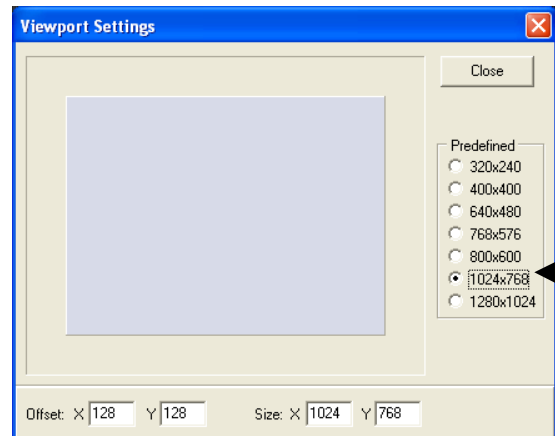 Viewport Settings
Close
Predefined
320x240
400x400
640x480
768x576
800x600
1024x768
1280x1024
Offset: X 128 Y 128 Size: X 1024 Y 768